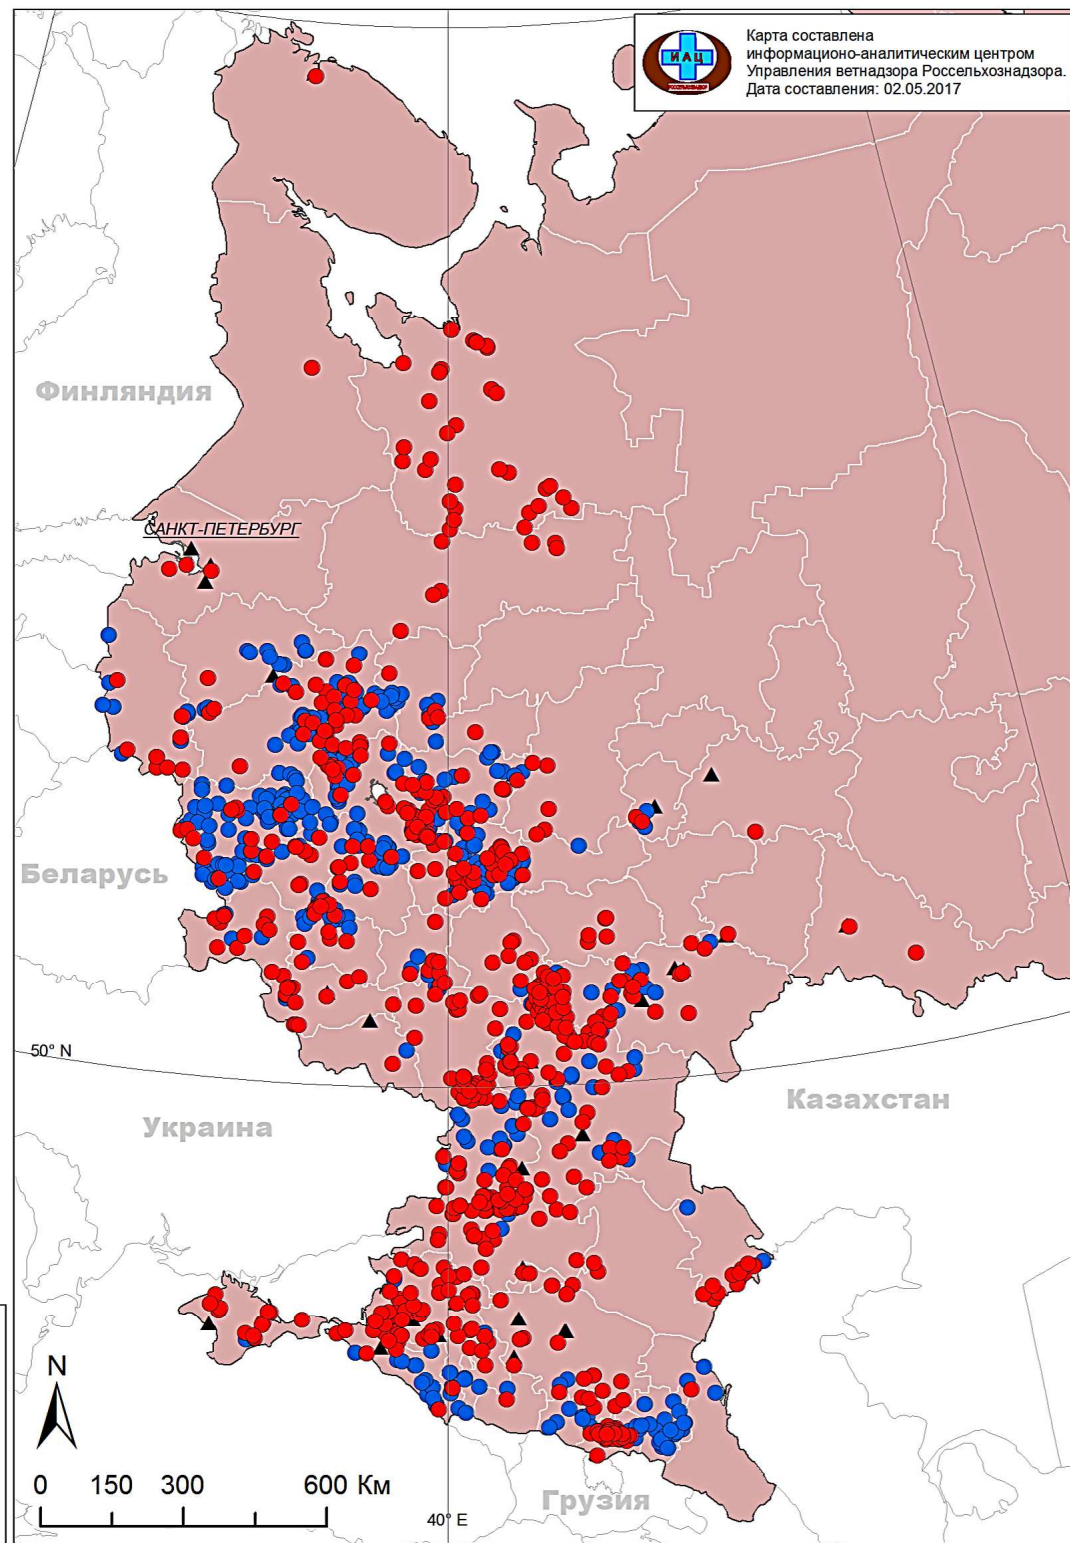 ИАЦ
РОССЕЛЬХОЗНАДЗОР
Карта составлена
информационо-аналитическим центром
Управления ветнадзора Россельхознадзора.
Дата составления: 02.05.2017
Финляндия
САНКТ-ПЕТЕРБУРГ
Беларусь
50° N
Казахстан
Украина
N
0 150 300 600 Км
Грузия
40° E